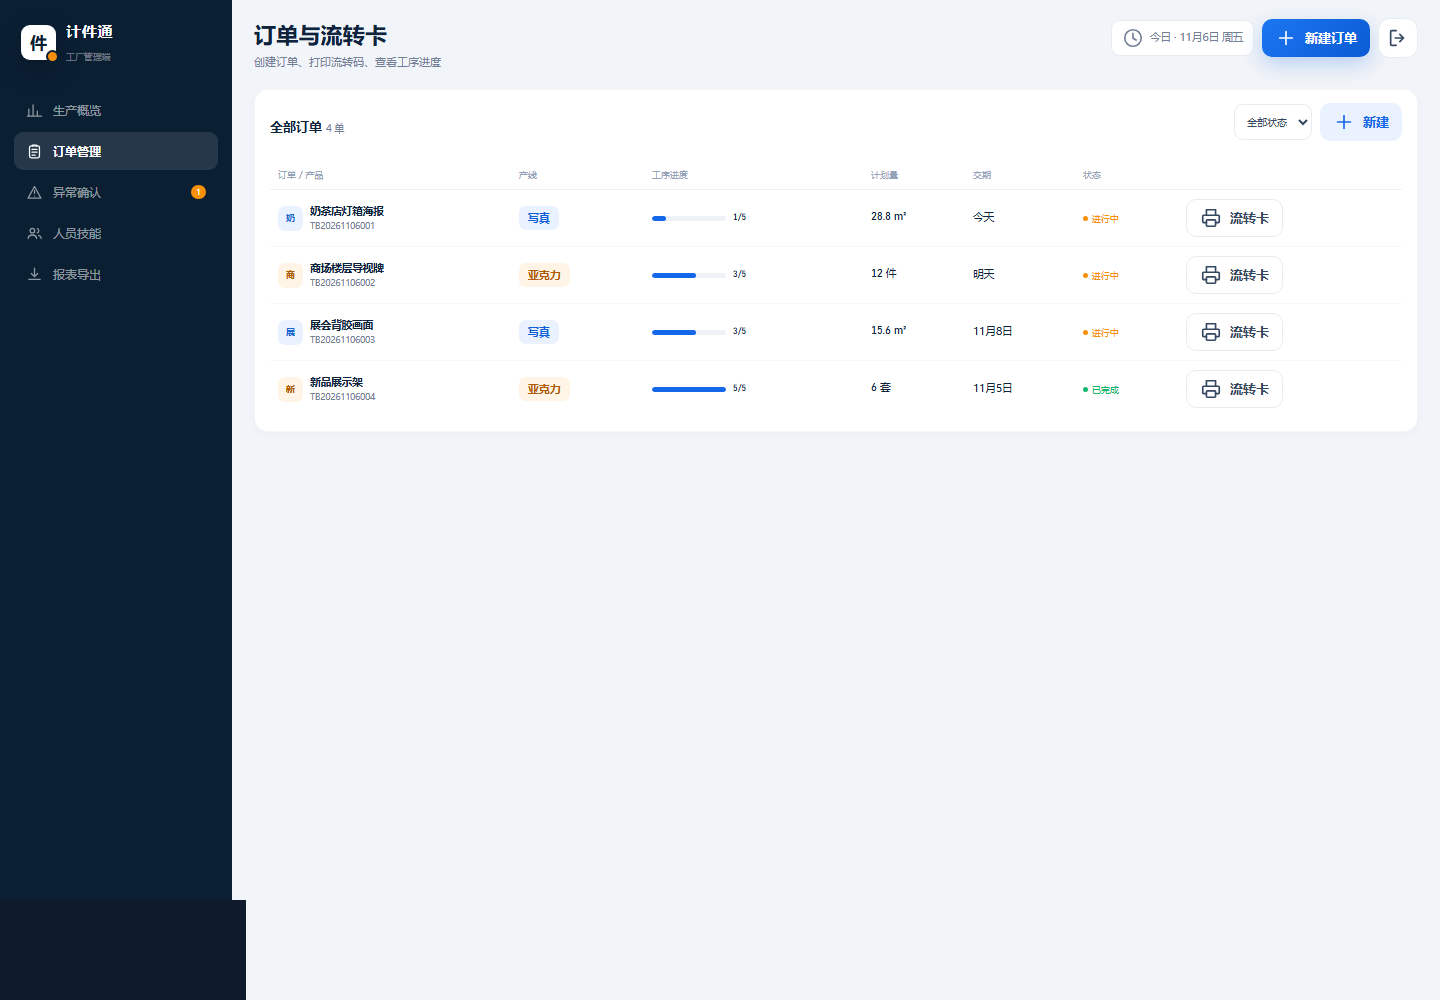 件
计件通
工厂管理端
生产概览
订单管理
异常确认 1
人员技能
报表导出
订单与流转卡
创建订单、打印流转码、查看工序进度
今日 · 11月6日 周五
新建订单
全部订单 4 单
全部状态
新建
订单 / 产品 产线 工序进度 计划量 交期 状态
奶 奶茶店灯箱海报 写真 1/5 28.8 m² 今天 进行中 流转卡
TB20261106001
商 商场楼层导视牌 亚克力 3/5 12 件 明天 进行中 流转卡
TB20261106002
展 展会背胶画面 写真 3/5 15.6 m² 11月8日 进行中 流转卡
TB20261106003
新 新品展示架 亚克力 5/5 6 套 11月5日 已完成 流转卡
TB20261106004